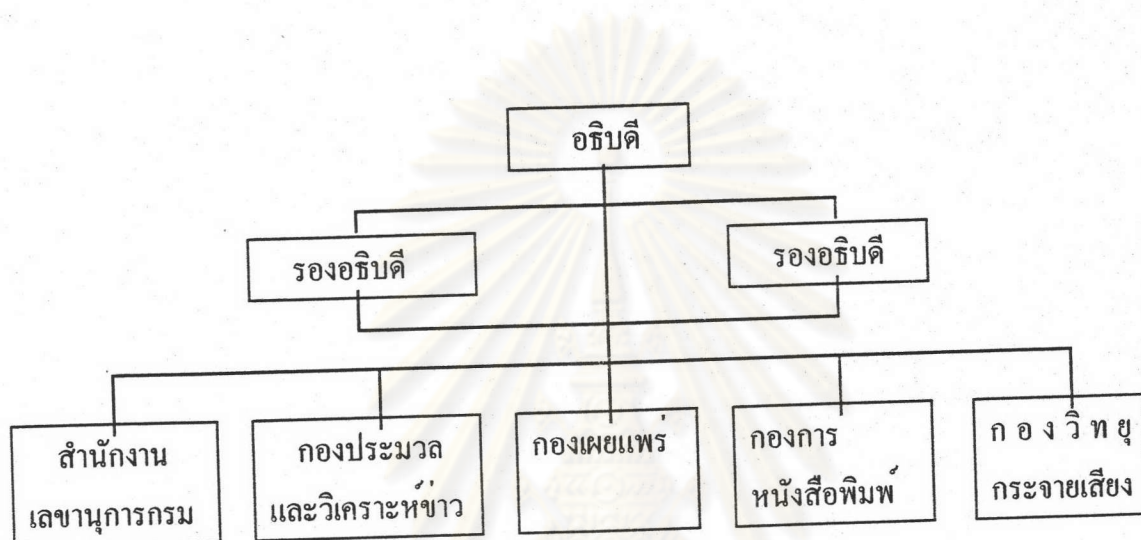 อธิบดี
รองอธิบดี
รองอธิบดี
สำนักงาน
เลขานุการกรม
กองประมวล
และวิเคราะห์ข่าว
กองเผยแพร่
กองการ
หนังสือพิมพ์
ก อ ง วิ ท ยุ
กระจายเสียง